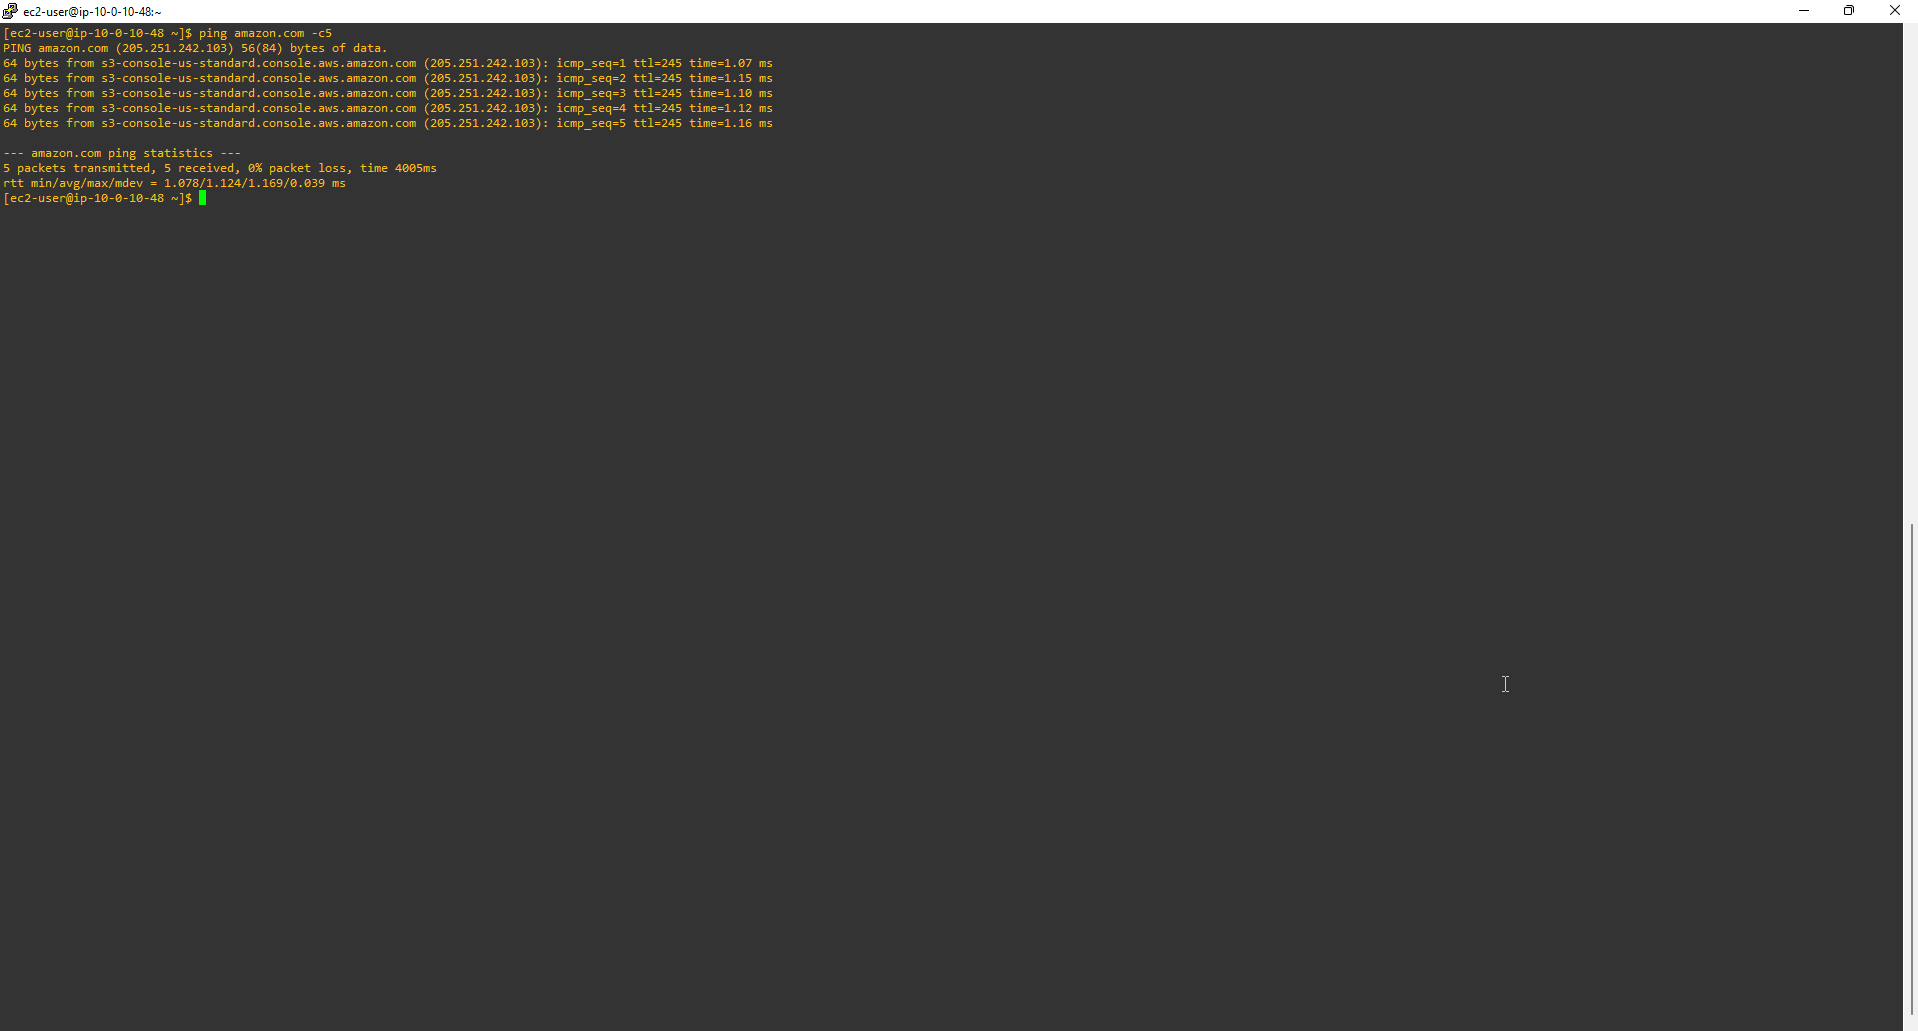 ec2-user@ip-10-0-10-48:~
[ec2-user@ip-10-0-10-48 ~]$ ping amazon.com -c5
PING amazon.com (205.251.242.103) 56(84) bytes of data.
64 bytes from s3-console-us-standard.console.aws.amazon.com (205.251.242.103): icmp_seq=1 ttl=245 time=1.07 ms
64 bytes from s3-console-us-standard.console.aws.amazon.com (205.251.242.103): icmp_seq=2 ttl=245 time=1.15 ms
64 bytes from s3-console-us-standard.console.aws.amazon.com (205.251.242.103): icmp_seq=3 ttl=245 time=1.10 ms
64 bytes from s3-console-us-standard.console.aws.amazon.com (205.251.242.103): icmp_seq=4 ttl=245 time=1.12 ms
64 bytes from s3-console-us-standard.console.aws.amazon.com (205.251.242.103): icmp_seq=5 ttl=245 time=1.16 ms
--- amazon.com ping statistics ---
5 packets transmitted, 5 received, 0% packet loss, time 4005ms
rtt min/avg/max/mdev = 1.078/1.124/1.169/0.039 ms
[ec2-user@ip-10-0-10-48 ~]$